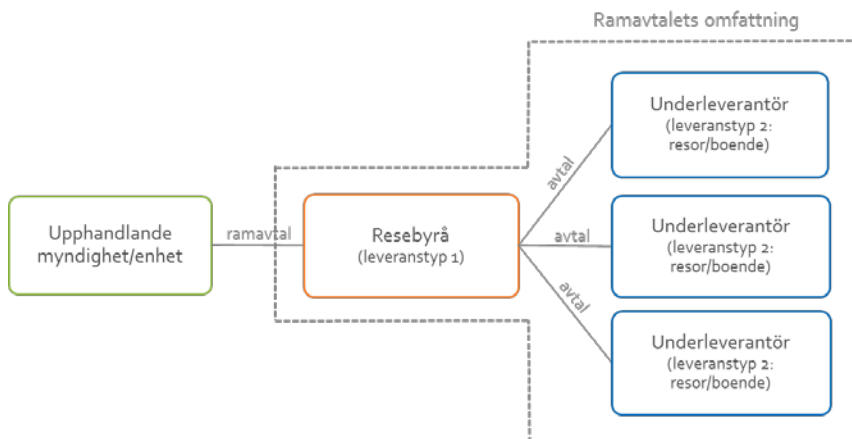 Ramavtalets omfattning
Underleverantör
(leveranstyp 2:
resor/boende)
avtal
Upphandlande
myndighet/enhet
ramavtal
Resebyrå
(leveranstyp 1)
avtal
Underleverantör
(leveranstyp 2:
resor/boende)
avtal
Underleverantör
(leveranstyp 2:
resor/boende)